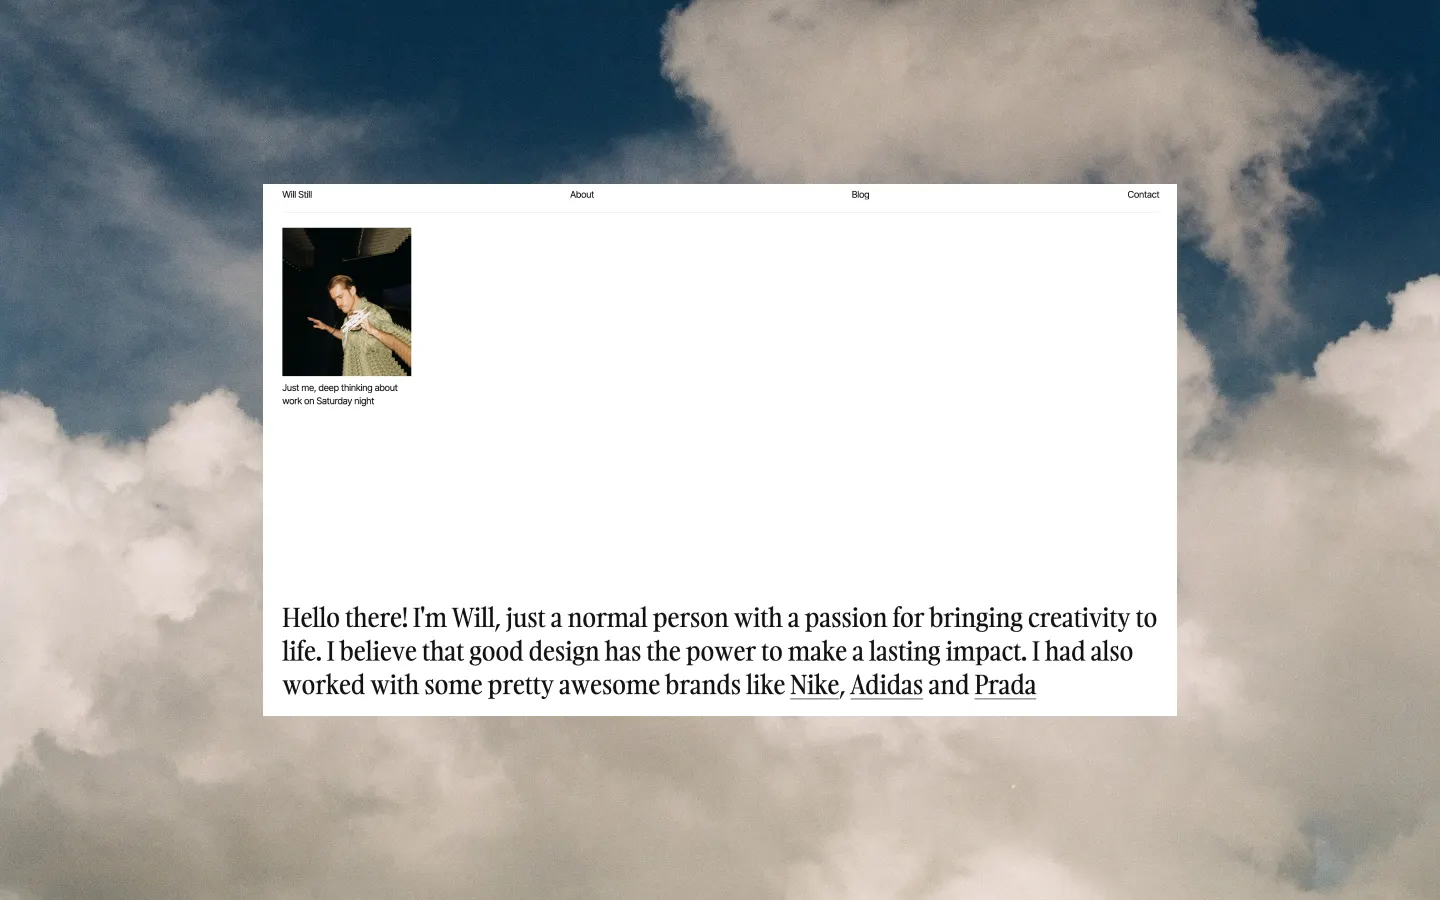 Will Still
About
Blog
Contact
Just me, deep thinking about
work on Saturday night
Hello there! I'm Will, just a normal person with a passion for bringing creativity to
life. I believe that good design has the power to make a lasting impact. I had also
worked with some pretty awesome brands like Nike, Adidas and Prada